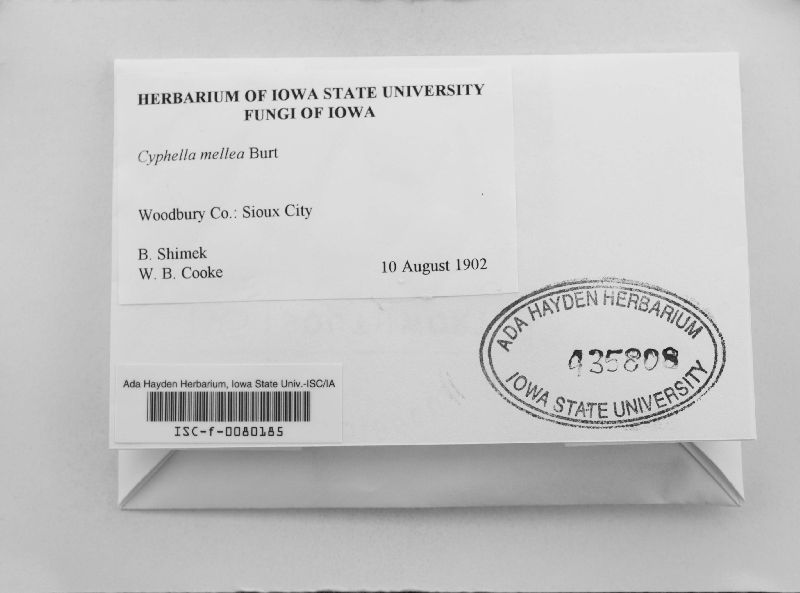 HERBARIUM OF IOWA STATE UNIVERSITY
FUNGI OF IOWA
Cyphella mellea Burt
Woodbury Co.: Sioux City
B. Shimek
W. B. Cooke
10 August 1902
ADA HAYDEN HERBARIUM
435808
IOWA STATE UNIVERSITY
Ada Hayden Herbarium, Iowa State Univ.-ISC/IA
ISC-f-0080185